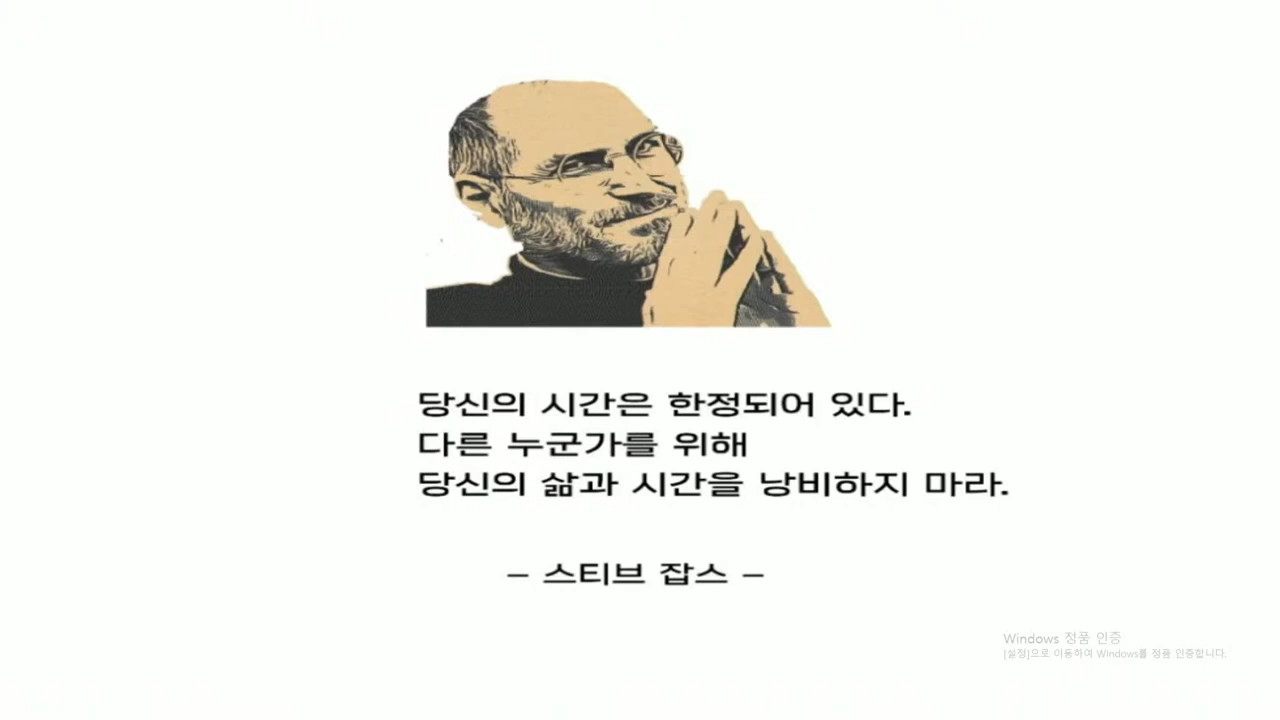 당신의 시간은 한정되어 있다.
다른 누군가를 위해
당신의 삶과 시간을 낭비하지 마라.
– 스티브 잡스 –
Windows 정품 인증
[설정]으로 이동하여 Windows를 정품 인증합니다.